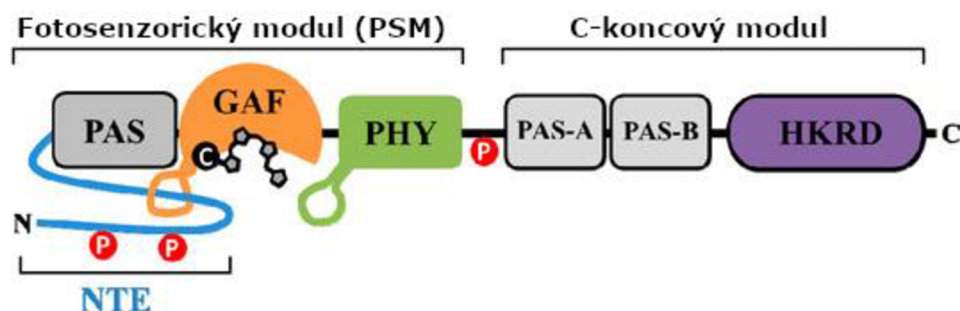 Fotosenzorický modul (PSM)
C-koncový modul
PAS
GAF
C
PHY
P
PAS-A
PAS-B
HKRD
C
N
P
P
NTE